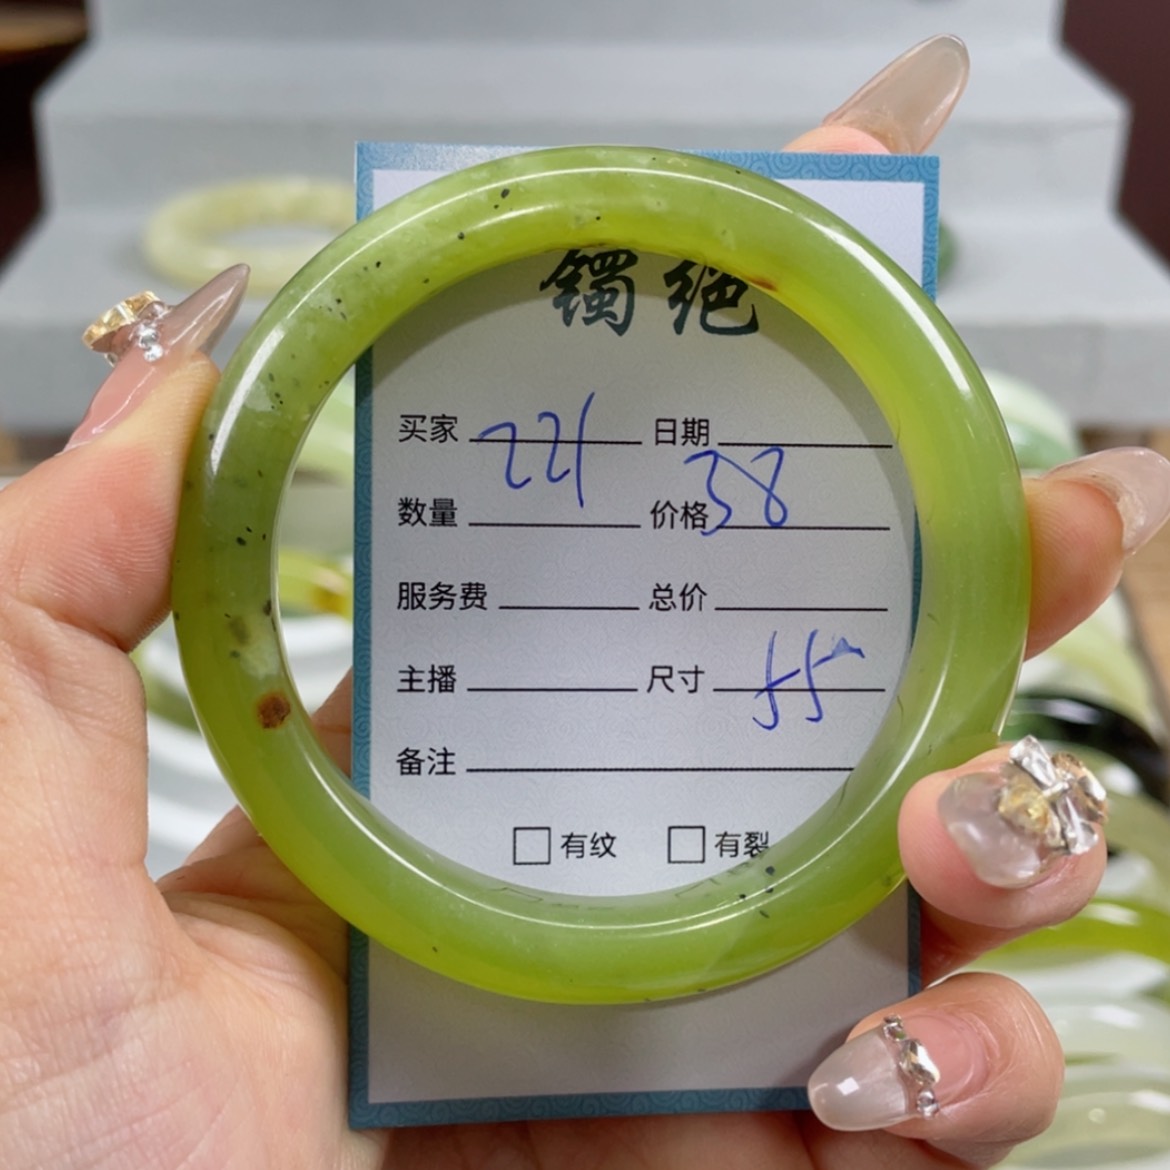 镯绝
买家 221 日期
数量 价格 38
服务费 总价
主播 尺寸 55
备注
有纹 有裂